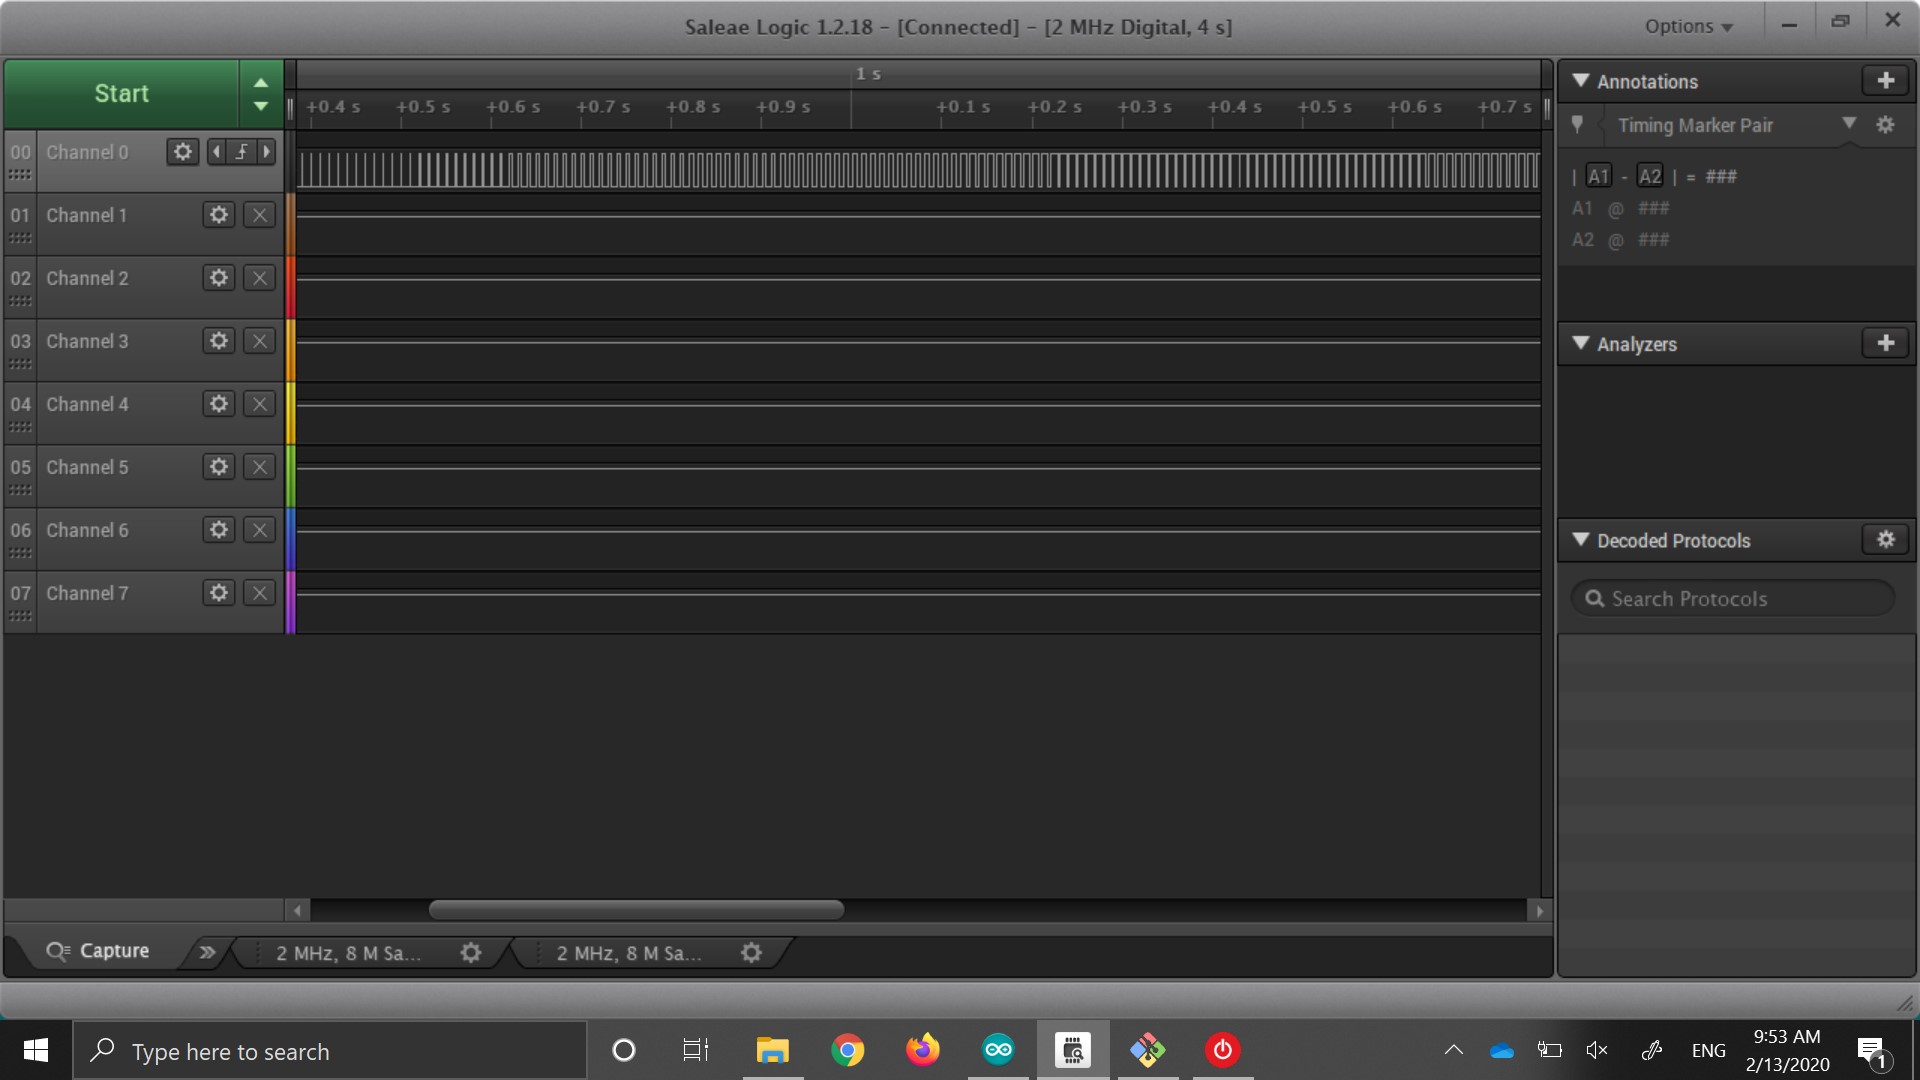 Saleae Logic 1.2.18 - [Connected] - [2 MHz Digital, 4 s]
Options
Start
1 s
+0.4 s +0.5 s +0.6 s +0.7 s +0.8 s +0.9 s +0.1 s +0.2 s +0.3 s +0.4 s +0.5 s +0.6 s +0.7 s
00 Channel 0
01 Channel 1
02 Channel 2
03 Channel 3
04 Channel 4
05 Channel 5
06 Channel 6
07 Channel 7
Annotations
Timing Marker Pair
| A1 - A2 | = ###
A1 @ ###
A2 @ ###
Analyzers
Decoded Protocols
Search Protocols
Capture
2 MHz, 8 M Sa...
2 MHz, 8 M Sa...
Type here to search
ENG
9:53 AM
2/13/2020
1